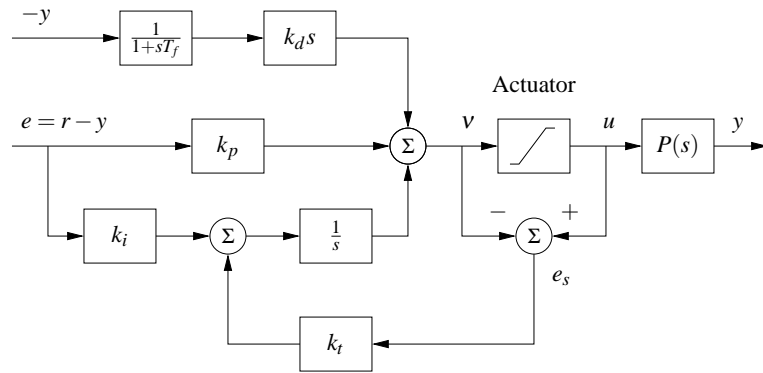 −y
1
1+sT_f
k_d s
Actuator
e = r − y
k_p
Σ
ν
u
P(s)
y
k_i
Σ
1
s
−
+
Σ
e_s
k_t